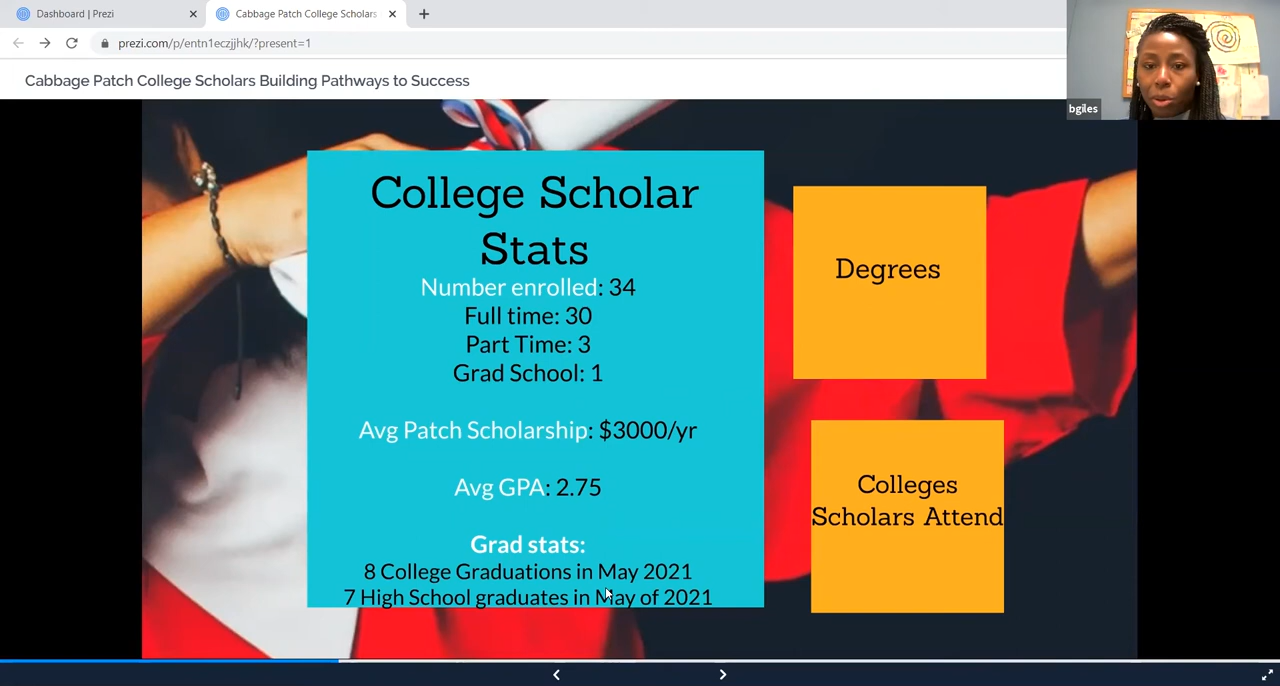 Dashboard | Prezi
Cabbage Patch College Scholars
prezi.com/p/entn1eczjjhk/?present=1
Cabbage Patch College Scholars Building Pathways to Success
bgiles
College Scholar
Stats
Number enrolled: 34
Full time: 30
Part Time: 3
Grad School: 1
Avg Patch Scholarship: $3000/yr
Avg GPA: 2.75
Grad stats:
8 College Graduations in May 2021
7 High School graduates in May of 2021
Degrees
Colleges
Scholars Attend